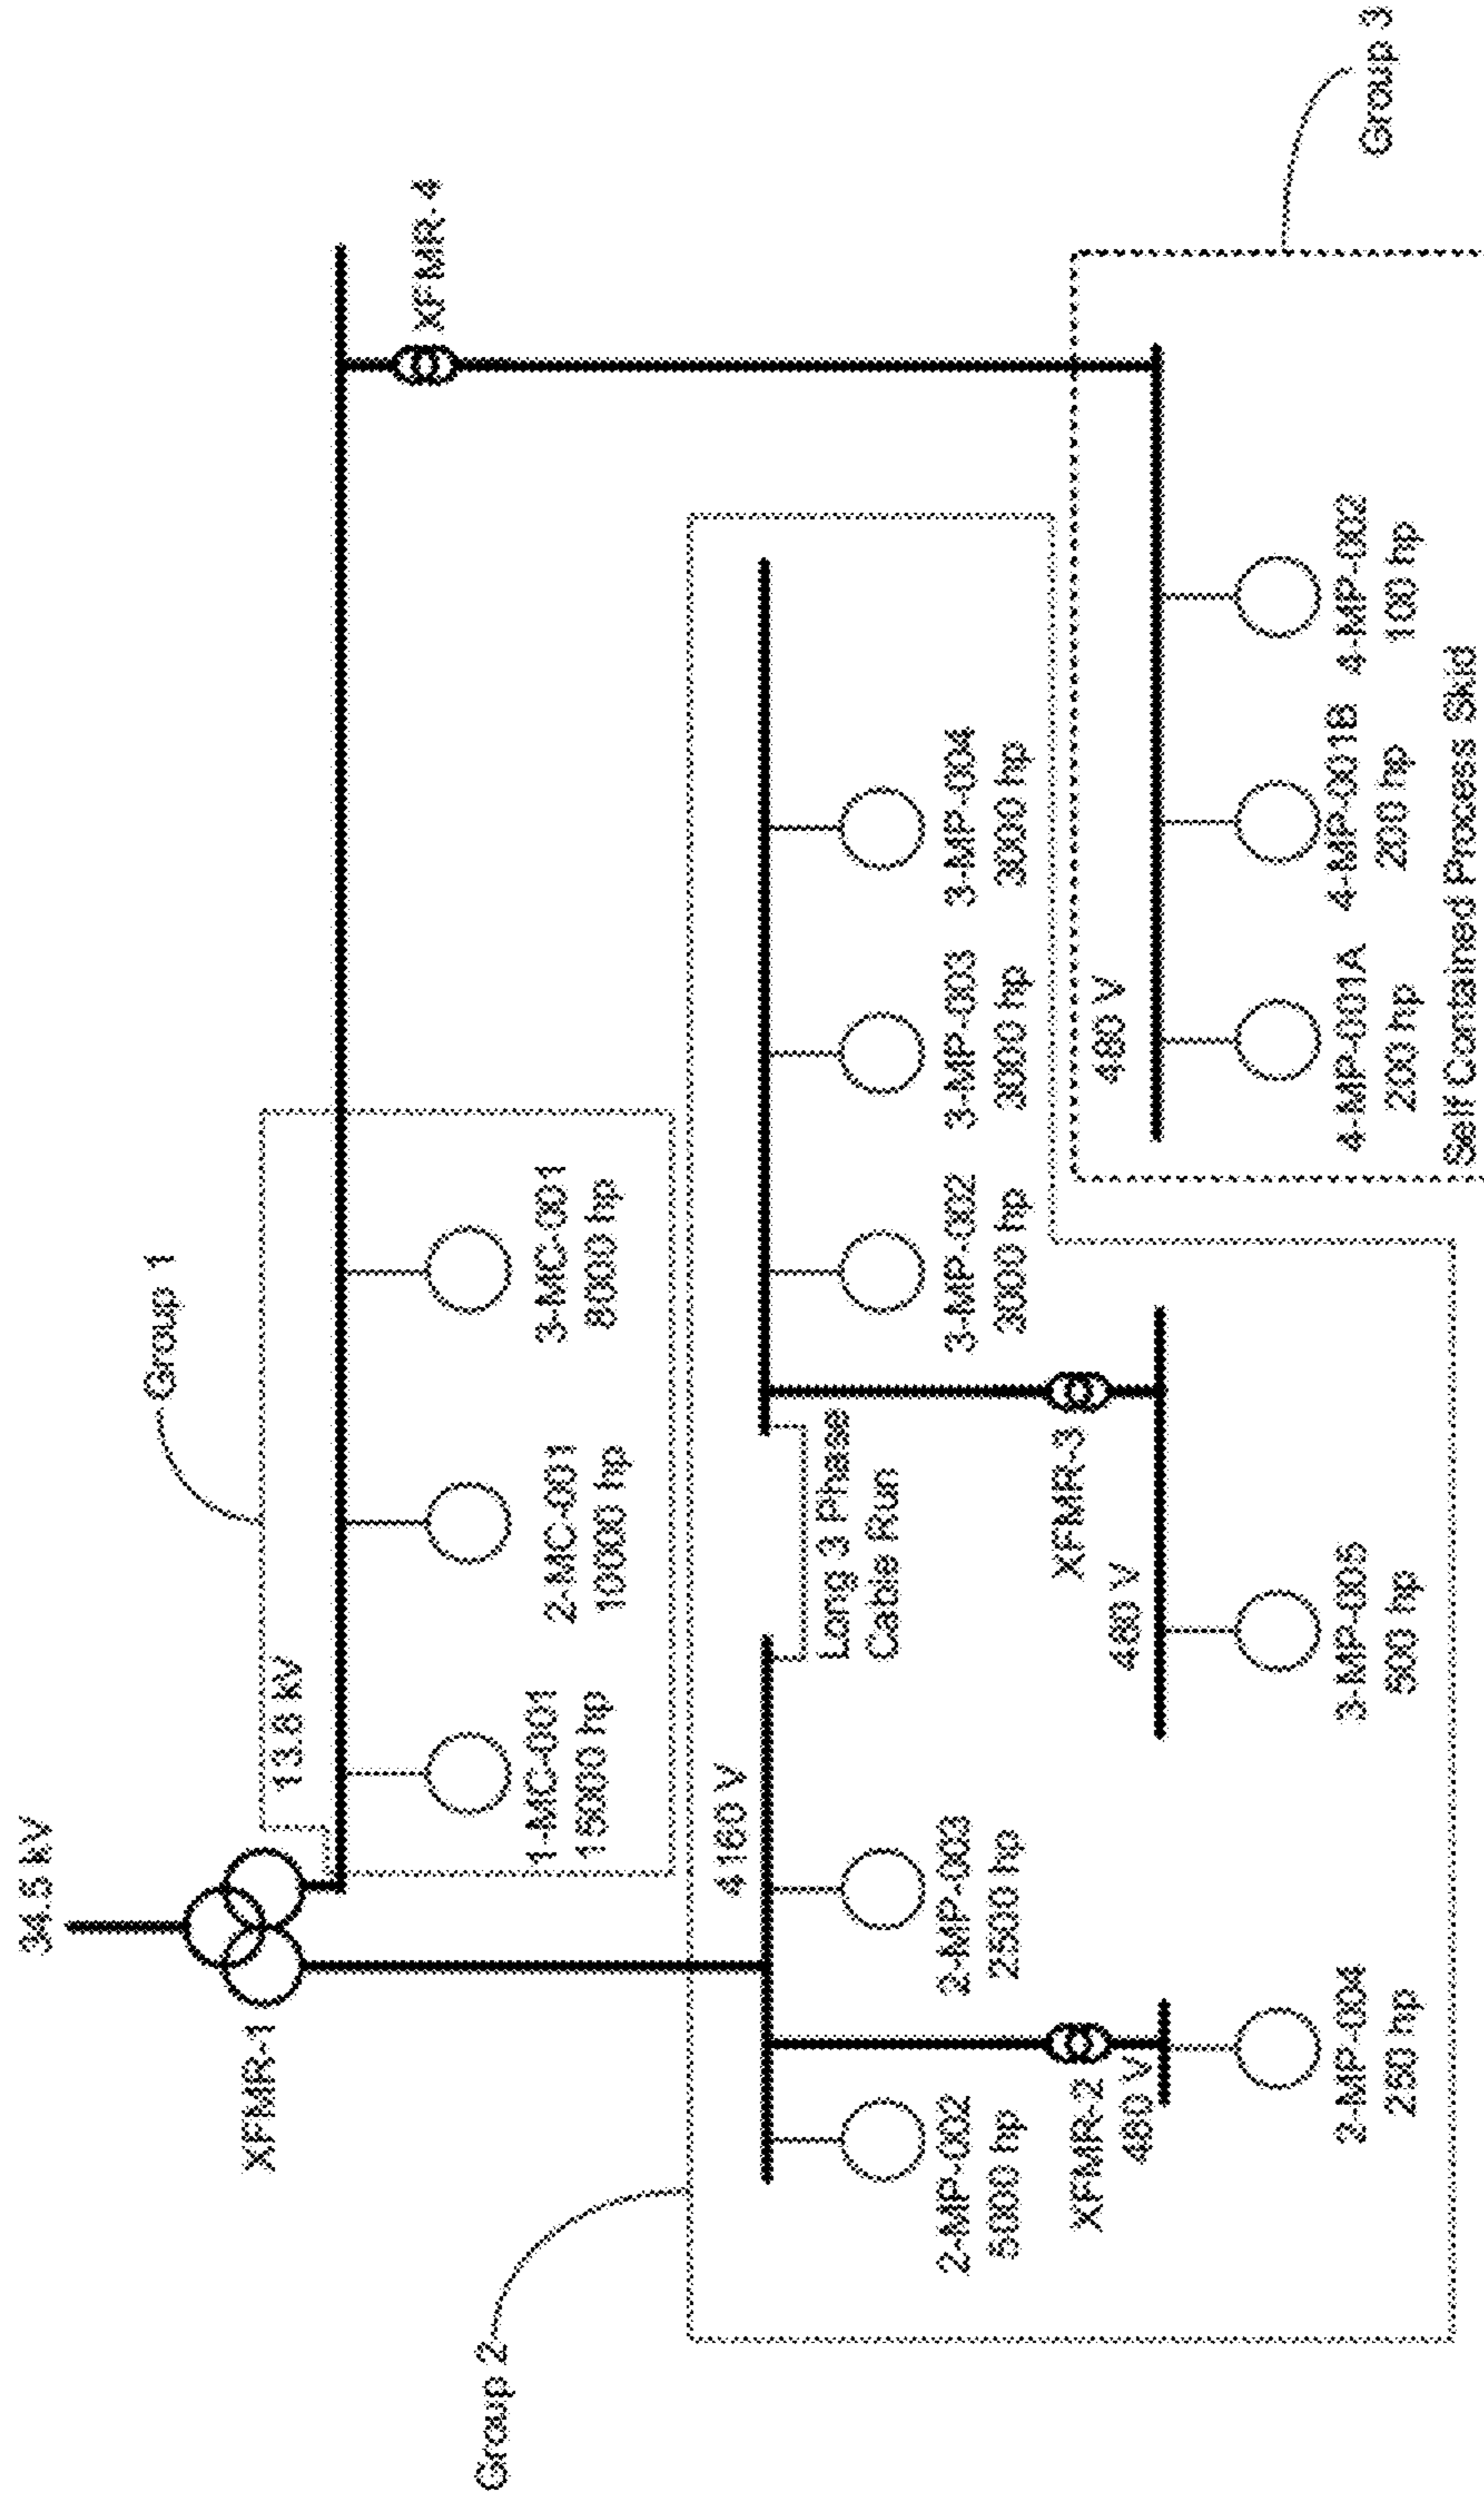 34.5 kV
Group 1
XFMR-1
13.8 kV
XFMR-4
Group 2
1-MC-001
15000 hp
2-MC-001
10000 hp
3-MC-001
8000 hp
4160 V
Long 3 Phase
Cable Run
2-MP-002
5000 hp
2-MP-003
2500 hp
3-MP-002
3000 hp
3-MP-003
3000 hp
3-MP-004
3000 hp
XFMR-2
480 V
XFMR-3
480 V
480 V
2-MP-004
250 hp
3-MP-005
500 hp
4-MP-001A
200 hp
4-MP-001B
200 hp
4-MP-002
100 hp
Group 3
Self Contained Process Skid